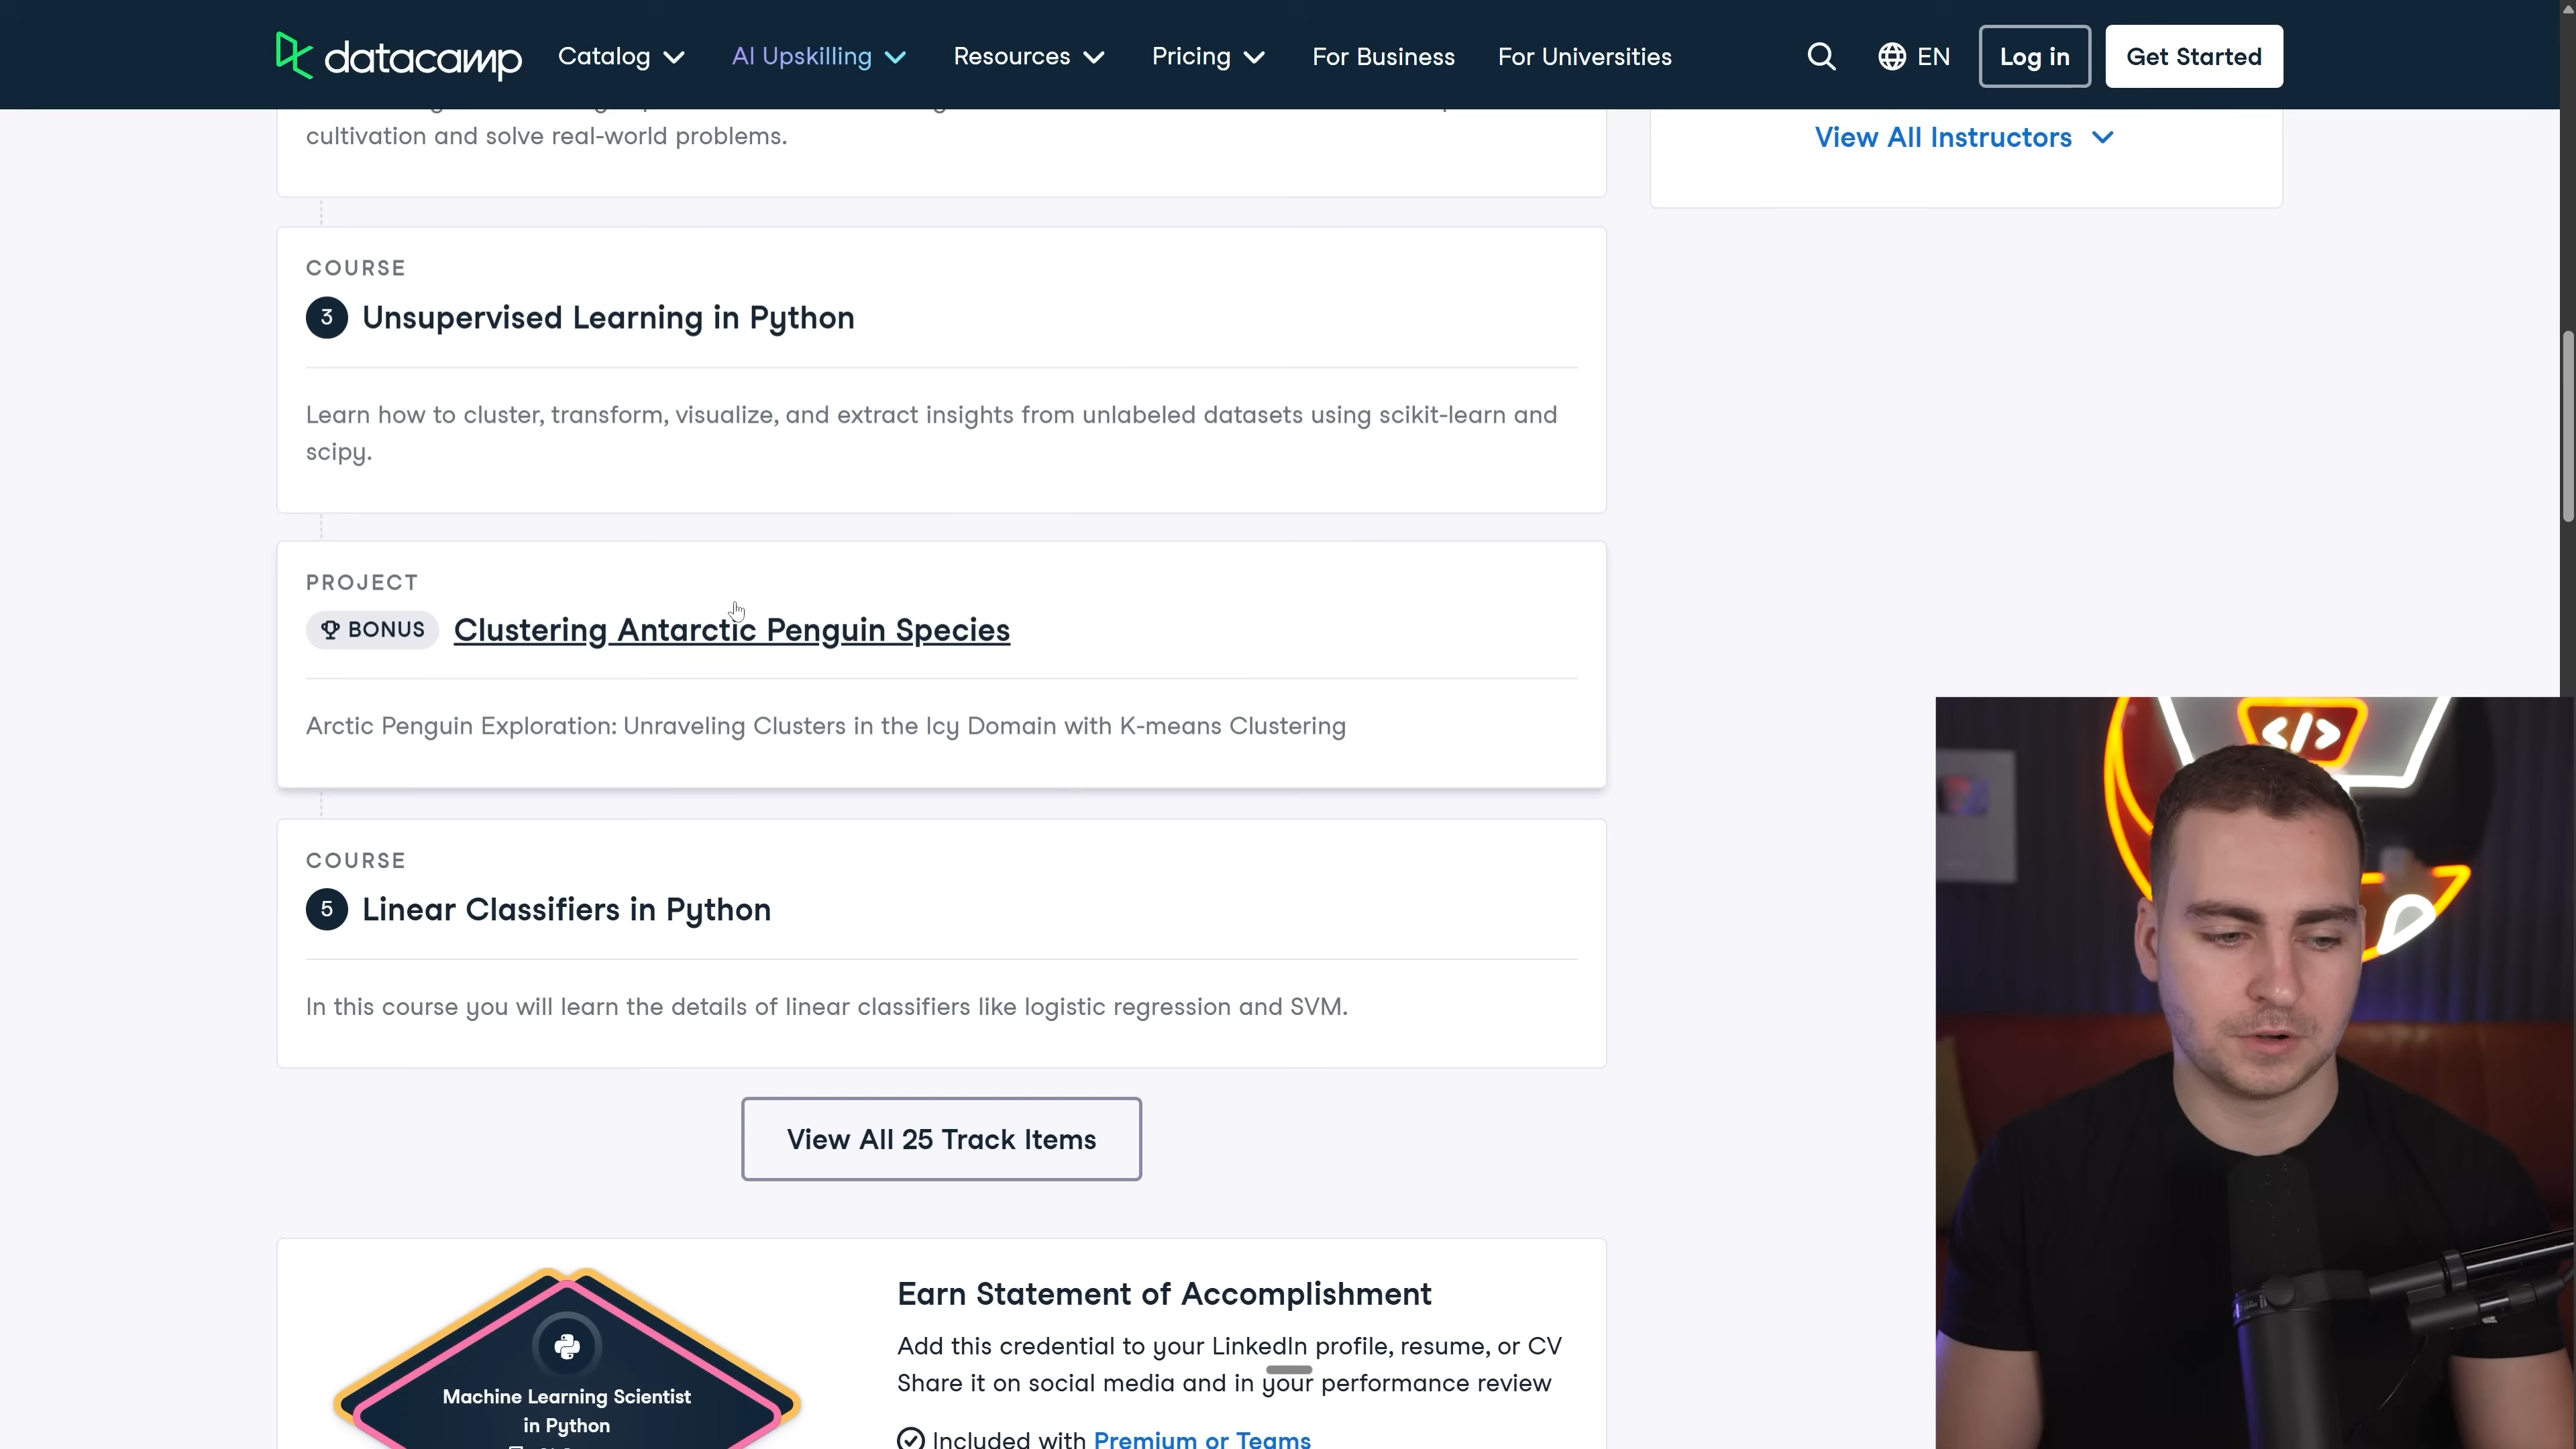 datacamp
Catalog
AI Upskilling
Resources
Pricing
For Business
For Universities
EN
Log in
Get Started
cultivation and solve real-world problems.
View All Instructors
COURSE
3 Unsupervised Learning in Python
Learn how to cluster, transform, visualize, and extract insights from unlabeled datasets using scikit-learn and
scipy.
PROJECT
BONUS Clustering Antarctic Penguin Species
Arctic Penguin Exploration: Unraveling Clusters in the Icy Domain with K-means Clustering
COURSE
5 Linear Classifiers in Python
In this course you will learn the details of linear classifiers like logistic regression and SVM.
View All 25 Track Items
Machine Learning Scientist
in Python
Earn Statement of Accomplishment
Add this credential to your LinkedIn profile, resume, or CV
Share it on social media and in your performance review
Included with Premium or Teams
</>